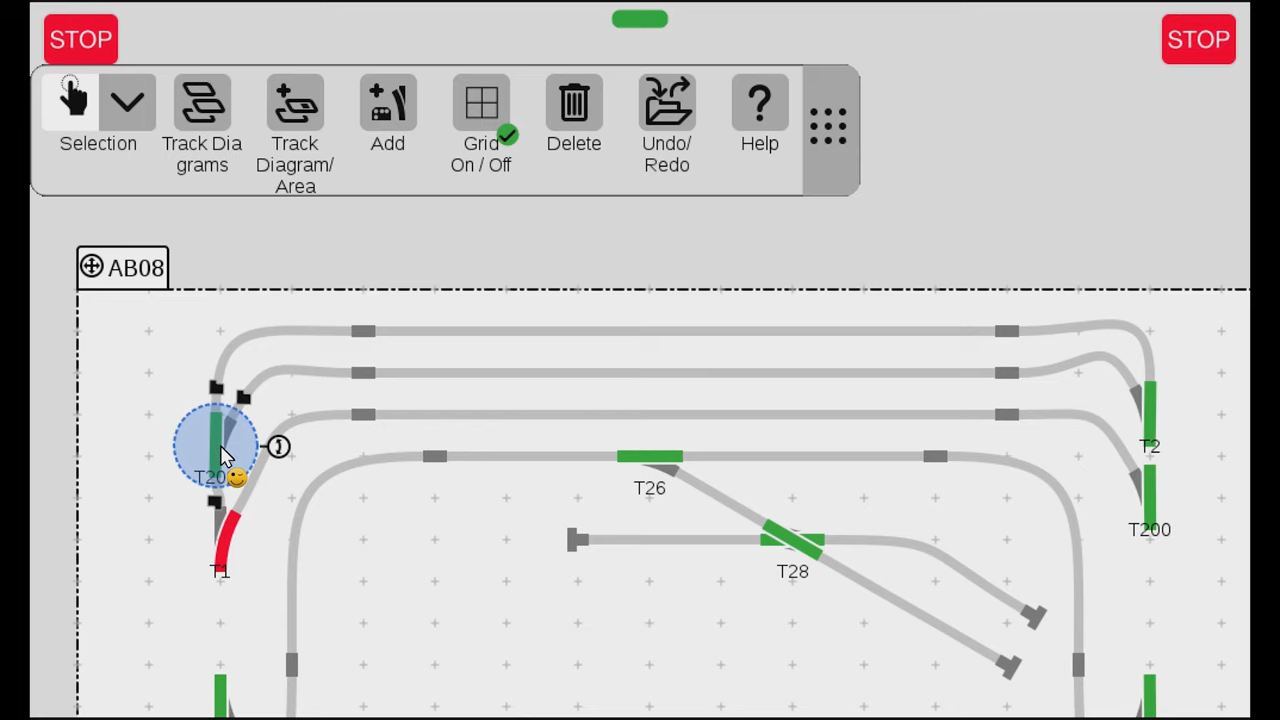 STOP
STOP
Selection
Track Dia
grams
Track
Diagram/
Area
Add
Grid
On / Off
Delete
Undo/
Redo
Help
AB08
T2
T20
T26
T200
T1
T28